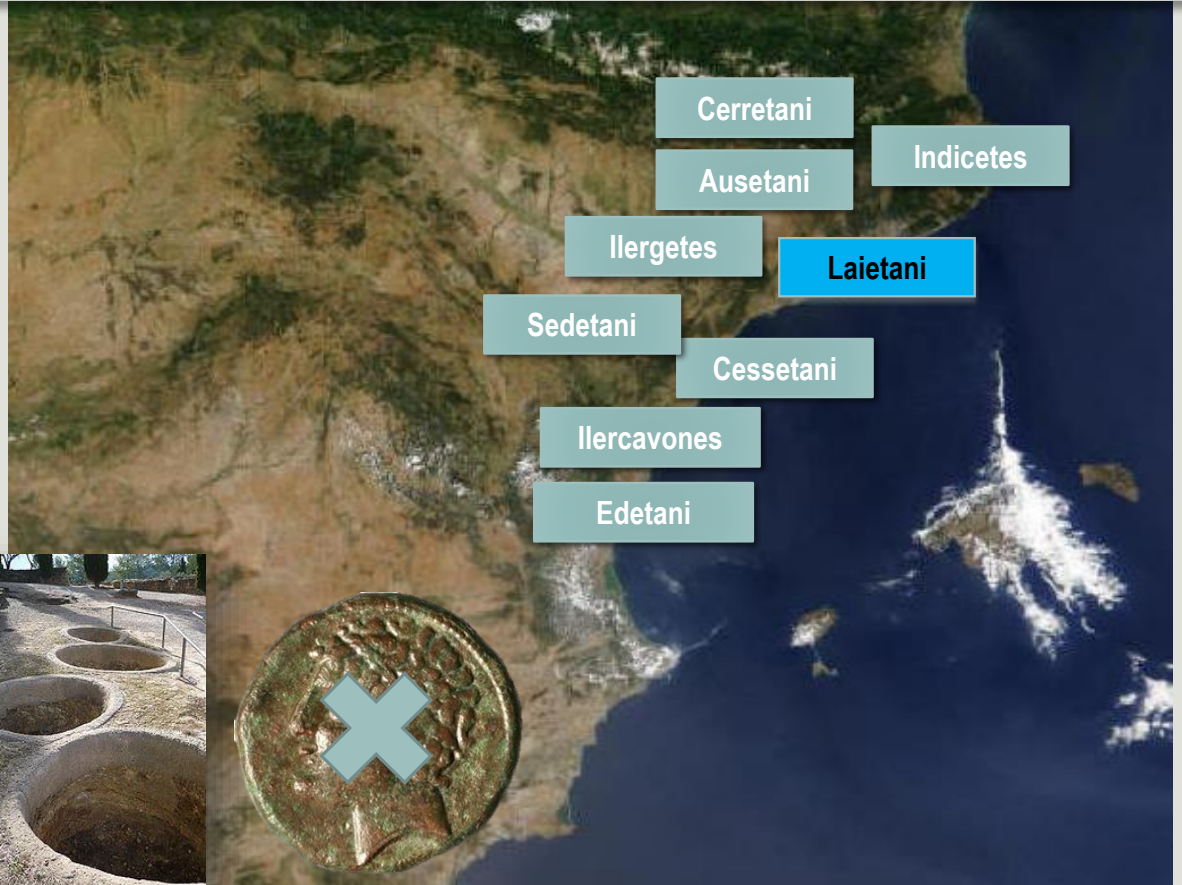 Cerretani
Indicetes
Ausetani
Ilergetes
Laietani
Sedetani
Cessetani
Ilercavones
Edetani